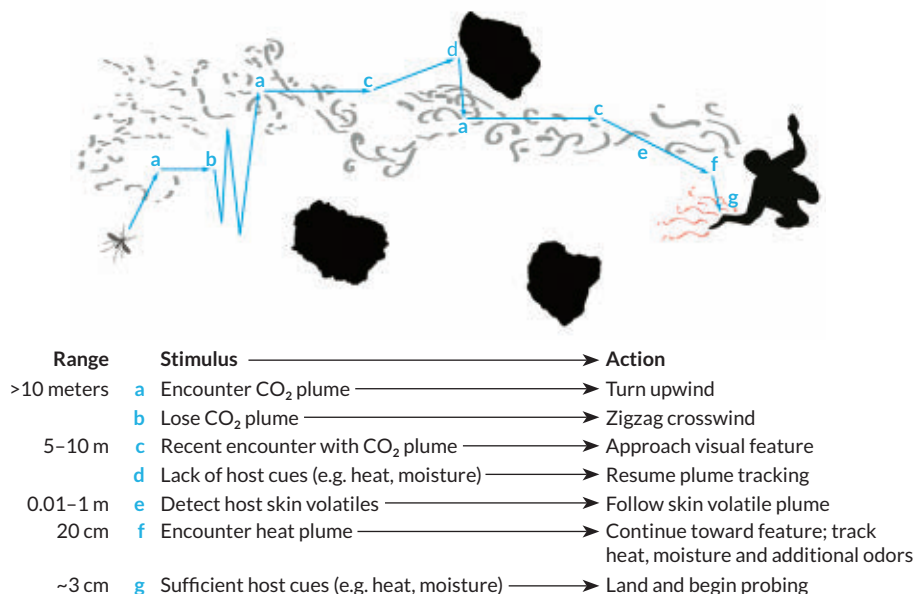 d
a c
a c
a b e f
g
Range Stimulus Action
>10 meters a Encounter CO₂ plume Turn upwind
b Lose CO₂ plume Zigzag crosswind
5–10 m c Recent encounter with CO₂ plume Approach visual feature
d Lack of host cues (e.g. heat, moisture) Resume plume tracking
0.01–1 m e Detect host skin volatiles Follow skin volatile plume
20 cm f Encounter heat plume Continue toward feature; track
heat, moisture and additional odors
~3 cm g Sufficient host cues (e.g. heat, moisture) Land and begin probing